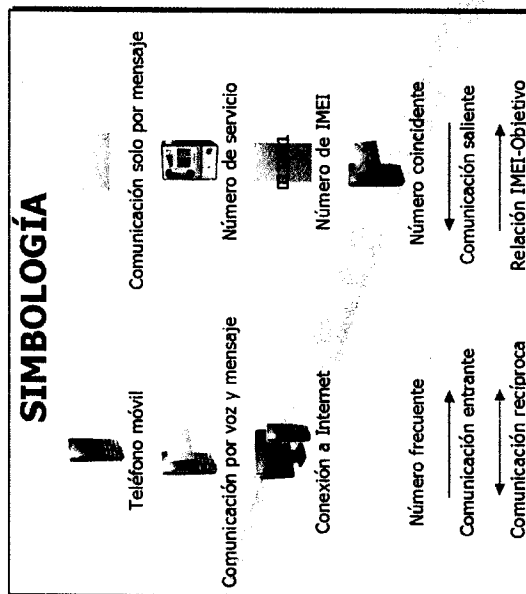 SIMBOLOGÍA
Teléfono móvil
Comunicación solo por mensaje
Comunicación por voz y mensaje
Número de servicio
Conexión a Internet
Número de IMEI
Número frecuente
Número coincidente
Comunicación entrante
Comunicación saliente
Comunicación recíproca
Relación IMEI-Objetivo